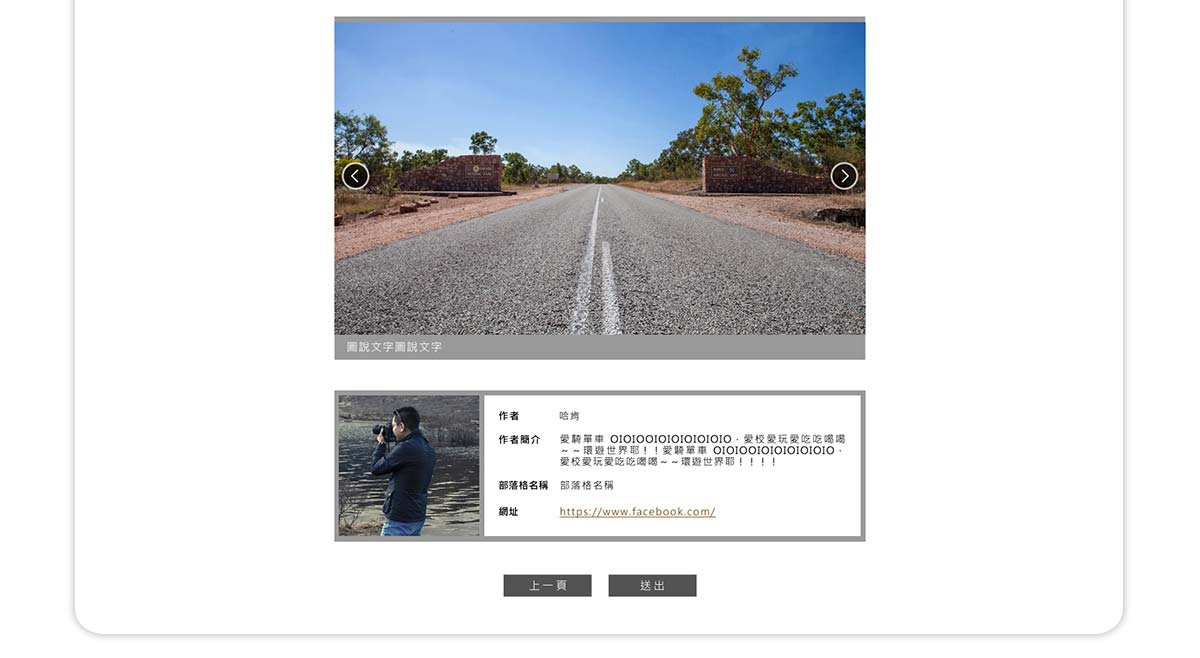 圖說文字圖說文字
作者 哈肯
作者簡介 愛騎單車 OIOIOOIOIOIOIOIOIO﹐愛校愛玩愛吃吃喝喝
～～環遊世界耶！！愛騎單車 OIOIOOIOIOIOIOIOIO﹐
愛校愛玩愛吃吃喝喝～～環遊世界耶！！！！
部落格名稱 部落格名稱
網址 https://www.facebook.com/
上一頁 送出